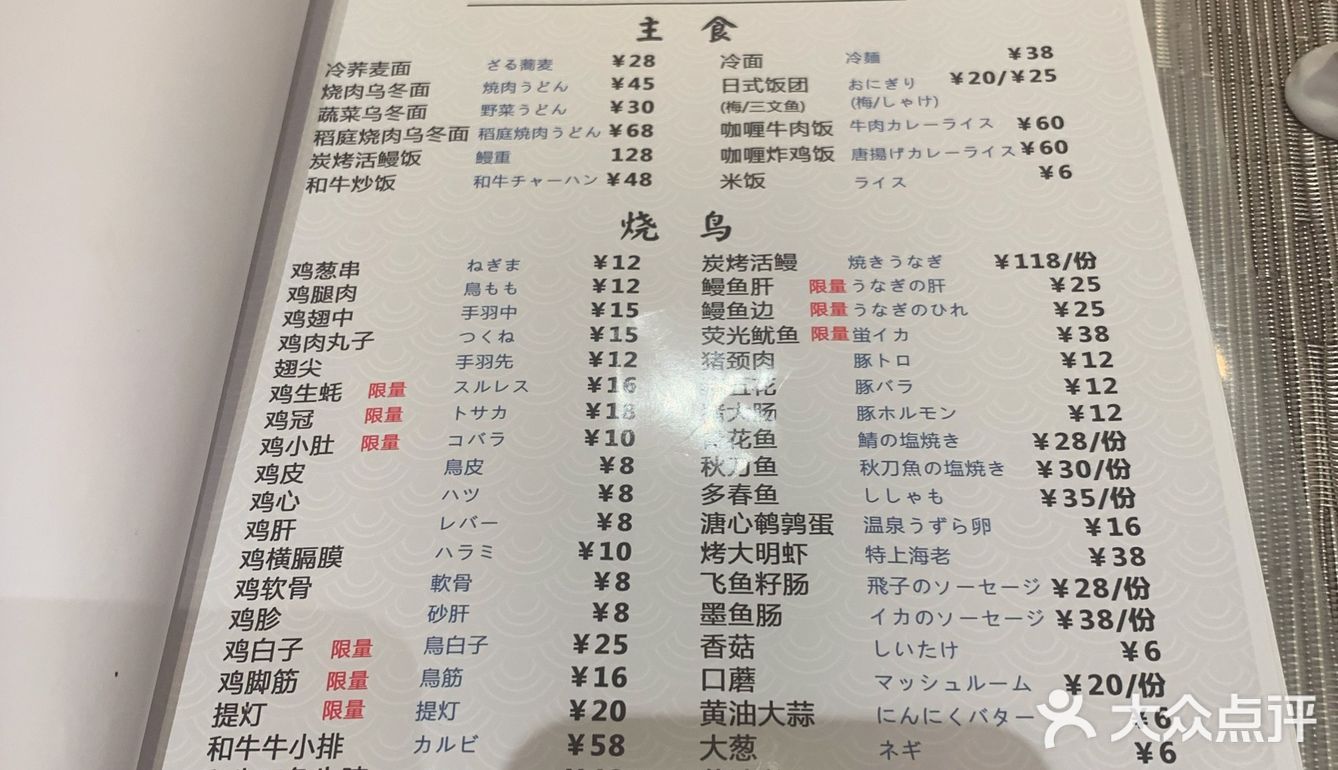 主 食
冷荞麦面 ざる蕎麦 ¥28 冷面 冷麺 ¥38
烧肉乌冬面 焼肉うどん ¥45 日式饭团 おにぎり ¥20/¥25
蔬菜乌冬面 野菜うどん ¥30 (梅/三文鱼) (梅/しゃけ)
稻庭烧肉乌冬面 稻庭焼肉うどん ¥68 咖喱牛肉饭 牛肉カレーライス ¥60
炭烤活鳗饭 鰻重 128 咖喱炸鸡饭 唐揚げカレーライス ¥60
和牛炒饭 和牛チャーハン ¥48 米饭 ライス ¥6
烧 鸟
鸡葱串 ねぎま ¥12 炭烤活鳗 焼きうなぎ ¥118/份
鸡腿肉 鳥もも ¥12 鳗鱼肝 限量 うなぎの肝 ¥25
鸡翅中 手羽中 ¥15 鳗鱼边 限量 うなぎのひれ ¥25
鸡肉丸子 つくね ¥15 荧光鱿鱼 限量 蛍イカ ¥38
翅尖 手羽先 ¥12 猪颈肉 豚トロ ¥12
鸡生蚝 限量 スルレス ¥16 五花 豚バラ ¥12
鸡冠 限量 トサカ ¥18 大肠 豚ホルモン ¥12
鸡小肚 限量 コバラ ¥10 花鱼 鯖の塩焼き ¥28/份
鸡皮 鳥皮 ¥8 秋刀鱼 秋刀魚の塩焼き ¥30/份
鸡心 ハツ ¥8 多春鱼 ししゃも ¥35/份
鸡肝 レバー ¥8 溏心鹌鹑蛋 温泉うずら卵 ¥16
鸡横膈膜 ハラミ ¥10 烤大明虾 特上海老 ¥38
鸡软骨 軟骨 ¥8 飞鱼籽肠 飛子のソーセージ ¥28/份
鸡胗 砂肝 ¥8 墨鱼肠 イカのソーセージ ¥38/份
鸡白子 限量 鳥白子 ¥25 香菇 しいたけ ¥6
鸡脚筋 限量 鳥筋 ¥16 口蘑 マッシュルーム ¥20/份
提灯 限量 提灯 ¥20 黄油大蒜 にんにくバター ¥6
和牛牛小排 カルビ ¥58 大葱 ネギ ¥6
大众点评